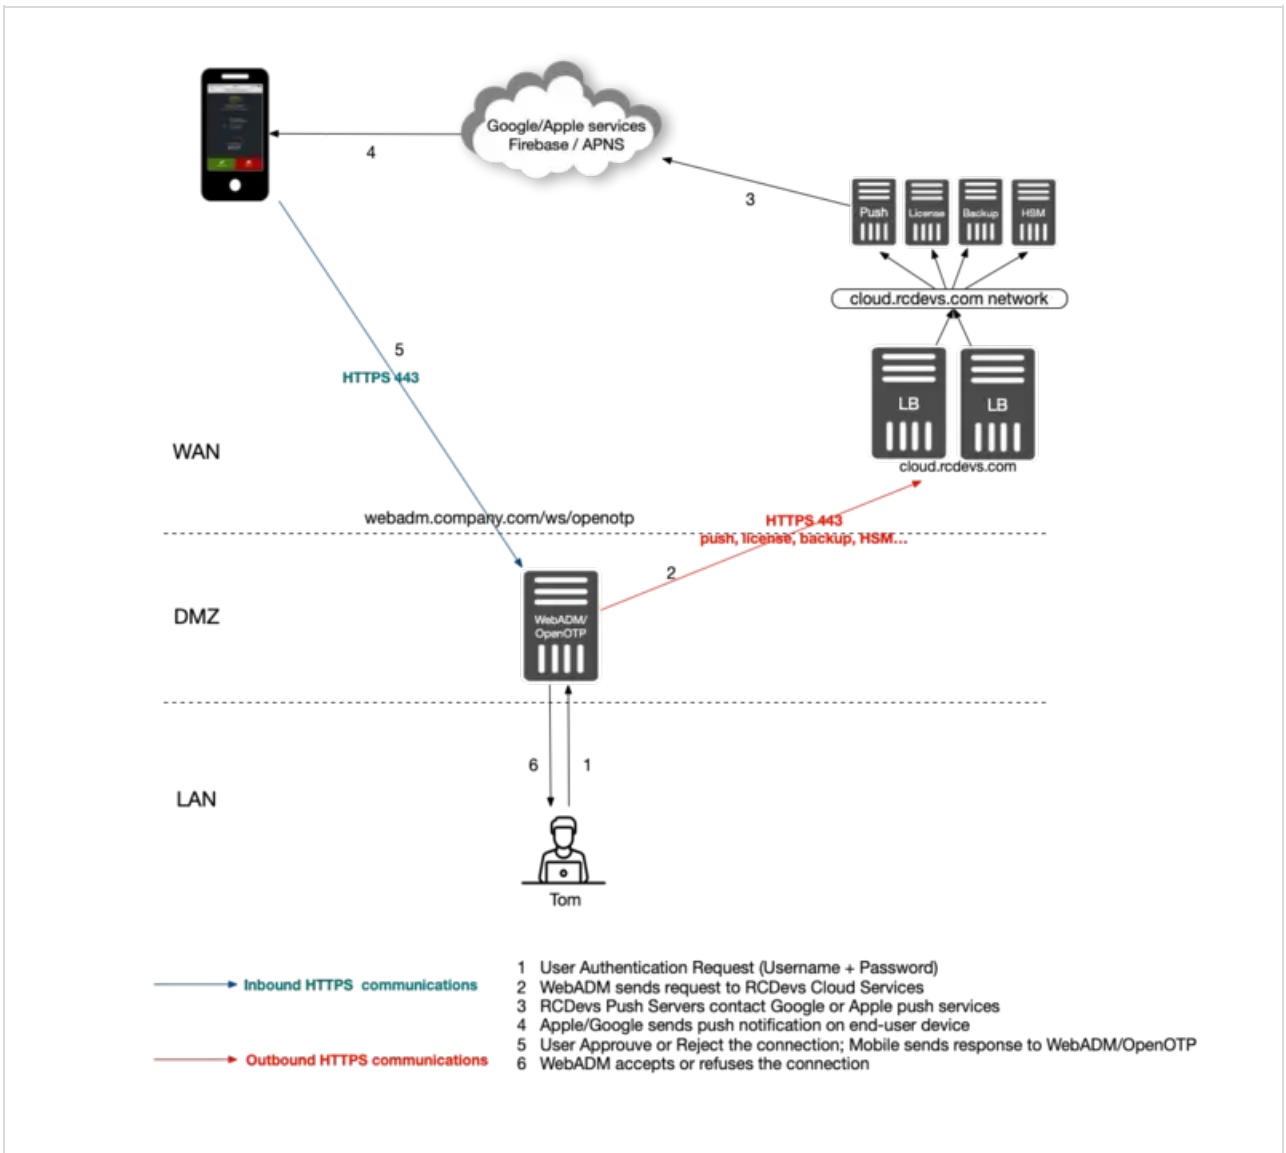 Google/Apple services
Firebase / APNS
4
3
Push
License
Backup
HSM
cloud.rcdevs.com network
LB
LB
cloud.rcdevs.com
5
HTTPS 443
WAN
webadm.company.com/ws/openotp
HTTPS 443
push, license, backup, HSM...
2
DMZ
WebADM/
OpenOTP
6
1
LAN
Tom
Inbound HTTPS communications
Outbound HTTPS communications
1 User Authentication Request (Username + Password)
2 WebADM sends request to RCDevs Cloud Services
3 RCDevs Push Servers contact Google or Apple push services
4 Apple/Google sends push notification on end-user device
5 User Approuve or Reject the connection; Mobile sends response to WebADM/OpenOTP
6 WebADM accepts or refuses the connection